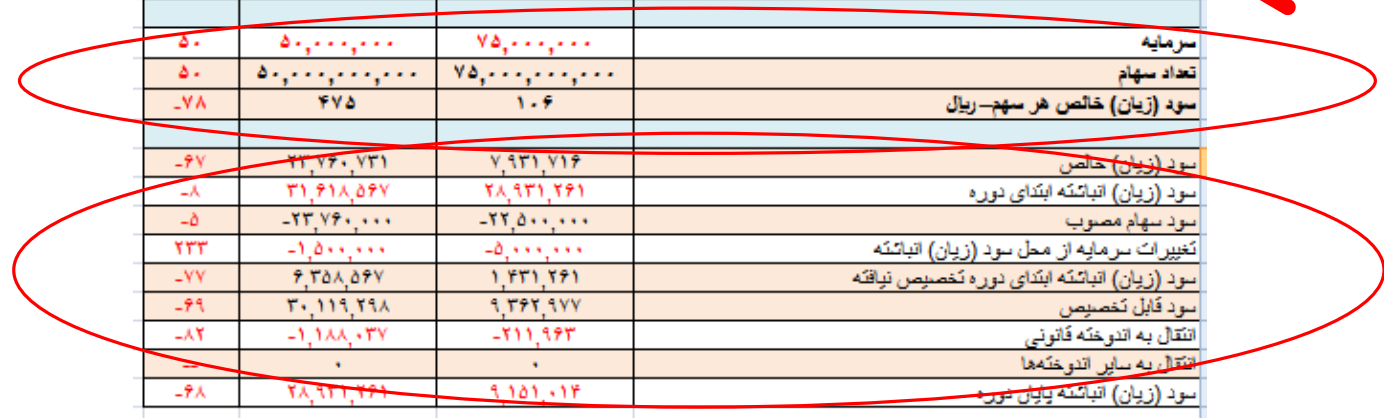 سرمایه ۷۵,۰۰۰,۰۰۰ ۵۰,۰۰۰,۰۰۰ ۵۰
تعداد سهام ۷۵,۰۰۰,۰۰۰,۰۰۰ ۵۰,۰۰۰,۰۰۰,۰۰۰ ۵۰
سود (زیان) خالص هر سهم–ریال ۱۰۶ ۴۷۵ -۷۸
سود (زیان) خالص ۷,۹۳۱,۷۱۶ ۲۳,۷۶۰,۷۳۱ -۶۷
سود (زیان) انباشته ابتدای دوره ۲۸,۹۳۱,۲۶۱ ۳۱,۶۱۸,۵۶۷ -۸
سود سهام مصوب -۲۲,۵۰۰,۰۰۰ -۲۳,۷۶۰,۰۰۰ -۵
تغییرات سرمایه از محل سود (زیان) انباشته -۵,۰۰۰,۰۰۰ -۱,۵۰۰,۰۰۰ ۲۳۳
سود (زیان) انباشته ابتدای دوره تخصیص نیافته ۱,۴۳۱,۲۶۱ ۶,۳۵۸,۵۶۷ -۷۷
سود قابل تخصیص ۹,۳۶۲,۹۷۷ ۳۰,۱۱۹,۲۹۸ -۶۹
انتقال به اندوخته قانونی -۲۱۱,۹۶۳ -۱,۱۸۸,۰۳۷ -۸۲
انتقال به سایر اندوخته‌ها ۰ ۰ --
سود (زیان) انباشته پایان دوره ۹,۱۵۱,۰۱۴ ۲۸,۹۳۱,۲۶۱ -۶۸